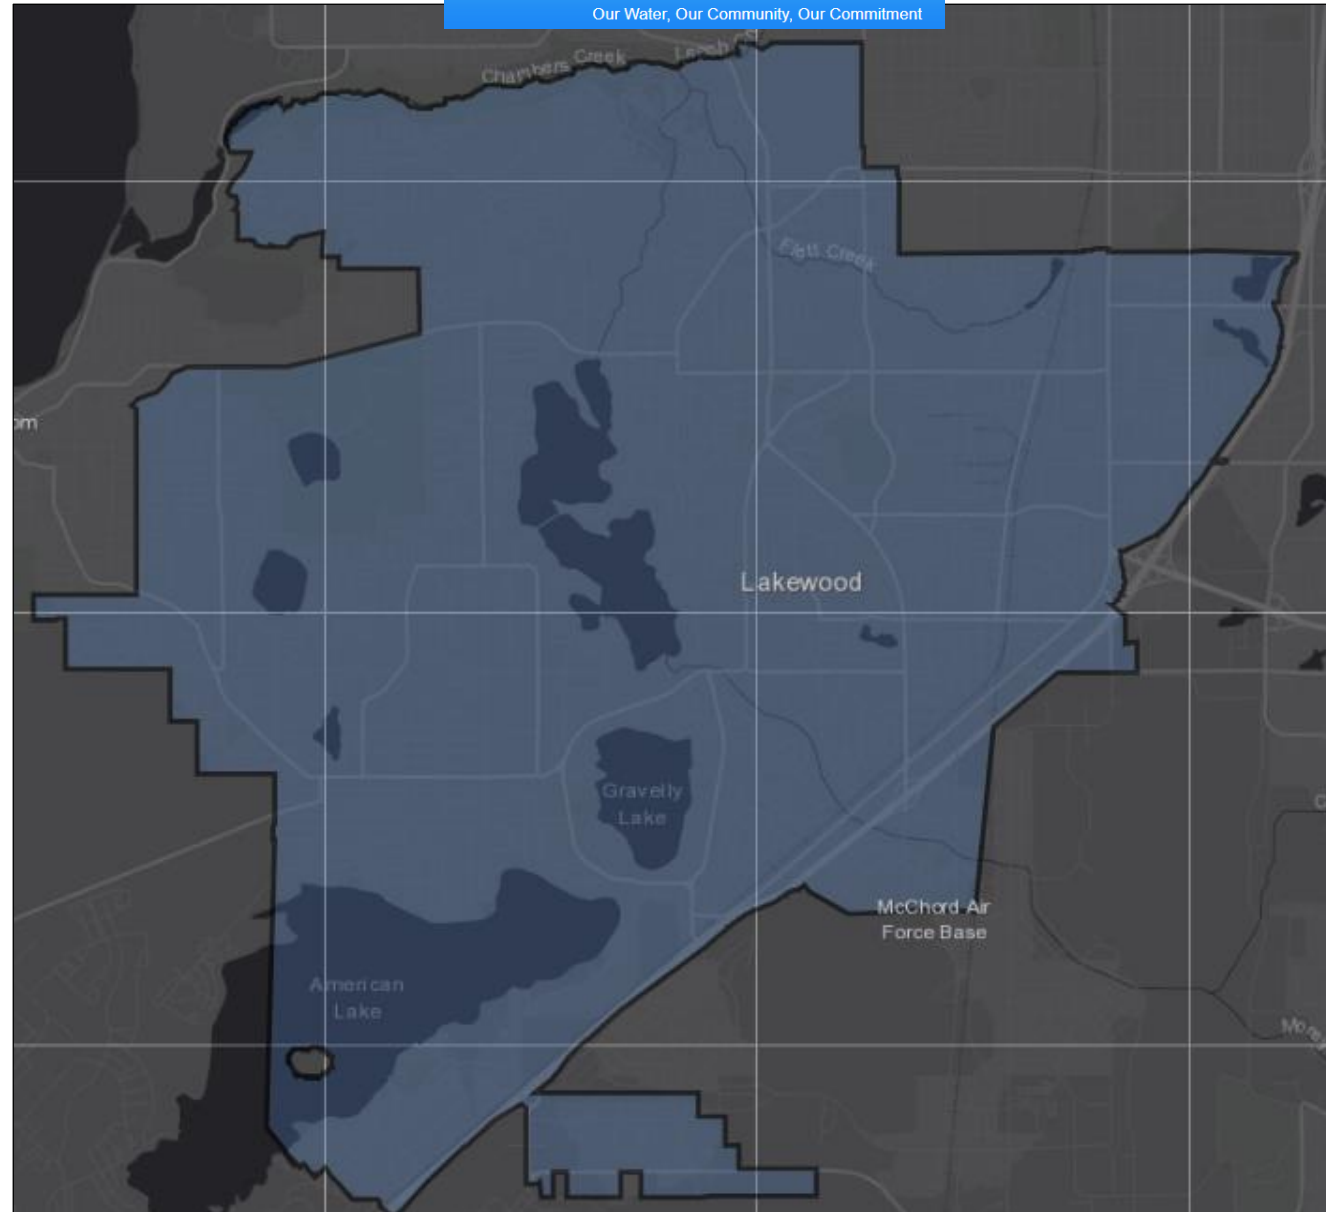 Our Water, Our Community, Our Commitment
Chambers Creek
Flett Creek
om
Lakewood
Gravelly
Lake
McChord Air
Force Base
American
Lake